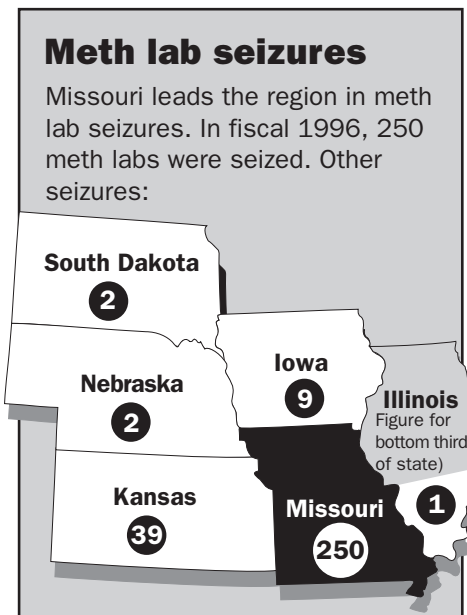 Meth lab seizures
Missouri leads the region in meth
lab seizures. In fiscal 1996, 250
meth labs were seized. Other
seizures:
South Dakota
2
Nebraska
2
Iowa
9
Illinois
Figure for
bottom third
of state)
1
Kansas
39
Missouri
250